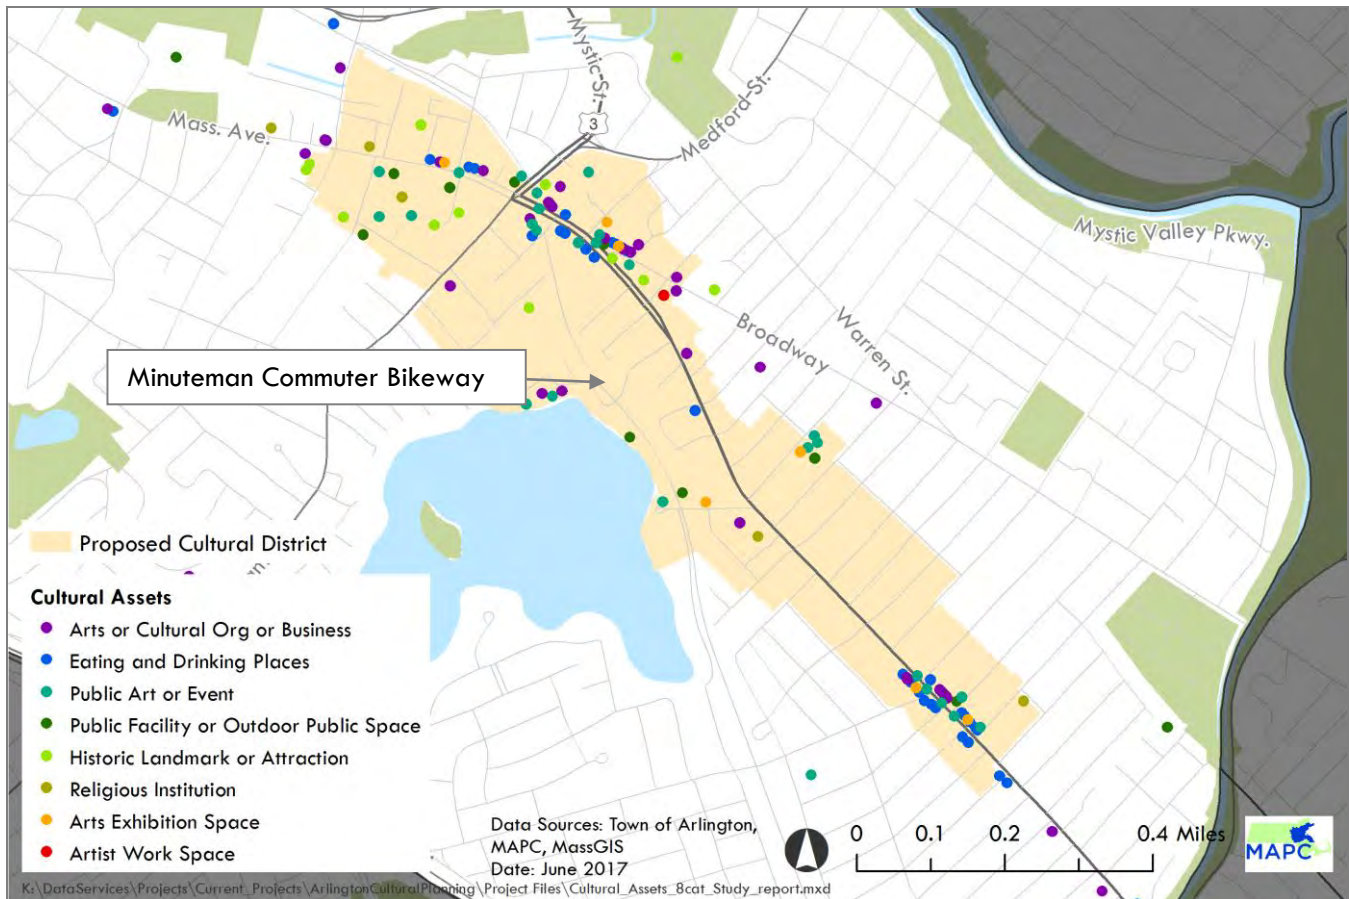 Mystic St.
3
Medford St.
Mass. Ave.
Mystic Valley Pkwy.
Warren St.
Broadway
Minuteman Commuter Bikeway
Proposed Cultural District
Cultural Assets
Arts or Cultural Org or Business
Eating and Drinking Places
Public Art or Event
Public Facility or Outdoor Public Space
Historic Landmark or Attraction
Religious Institution
Arts Exhibition Space
Artist Work Space
Data Sources: Town of Arlington,
MAPC, MassGIS
Date: June 2017
0 0.1 0.2 0.4 Miles
MAPC
K:\DataServices\Projects\Current_Projects\ArlingtonCulturalPlanning\Project Files\Cultural_Assets_8cat_Study_report.mxd